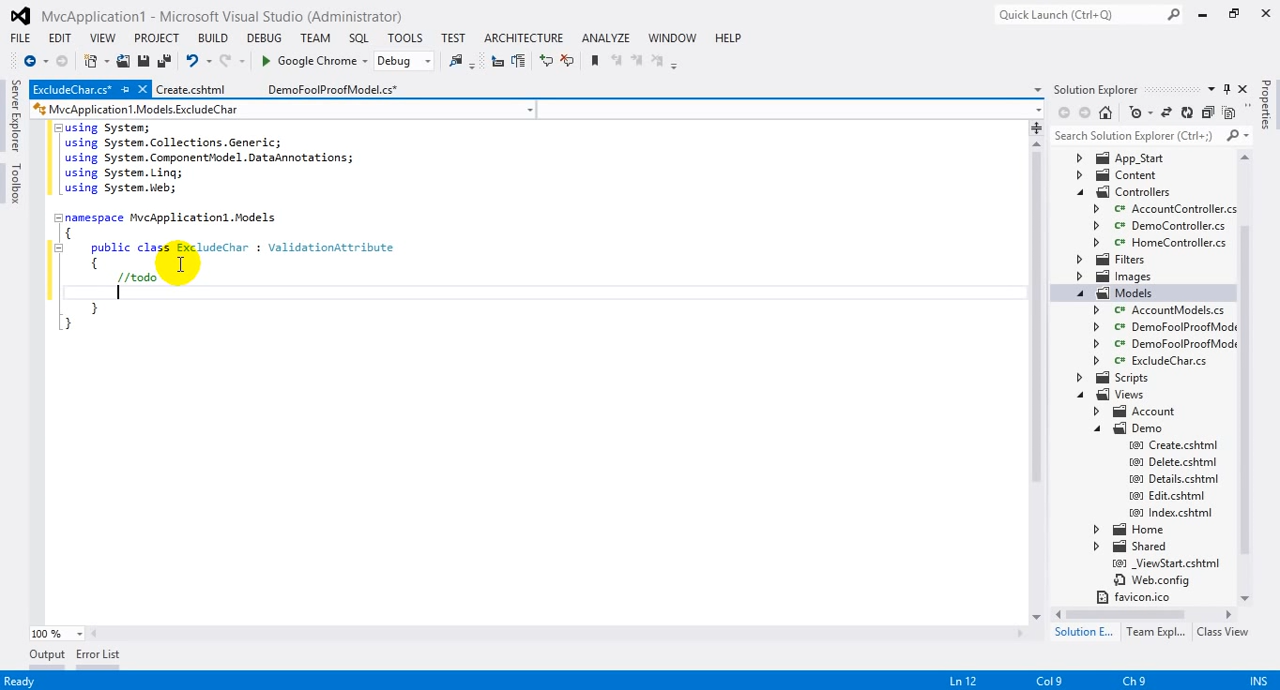 MvcApplication1 - Microsoft Visual Studio (Administrator)
Quick Launch (Ctrl+Q)
FILE EDIT VIEW PROJECT BUILD DEBUG TEAM SQL TOOLS TEST ARCHITECTURE ANALYZE WINDOW HELP
Google Chrome Debug
ExcludeChar.cs* Create.cshtml DemoFoolProofModel.cs*
Solution Explorer
MvcApplication1.Models.ExcludeChar
Server Explorer
Toolbox
Properties
using System;
using System.Collections.Generic;
using System.ComponentModel.DataAnnotations;
using System.Linq;
using System.Web;
namespace MvcApplication1.Models
{
public class ExcludeChar : ValidationAttribute
{
//todo
}
}
Search Solution Explorer (Ctrl+;)
App_Start
Content
Controllers
AccountController.cs
DemoController.cs
HomeController.cs
Filters
Images
Models
AccountModels.cs
DemoFoolProofMode
DemoFoolProofMode
ExcludeChar.cs
Scripts
Views
Account
Demo
Create.cshtml
Delete.cshtml
Details.cshtml
Edit.cshtml
Index.cshtml
Home
Shared
_ViewStart.cshtml
Web.config
favicon.ico
100 %
Solution E... Team Expl... Class View
Output Error List
Ready Ln 12 Col 9 Ch 9 INS